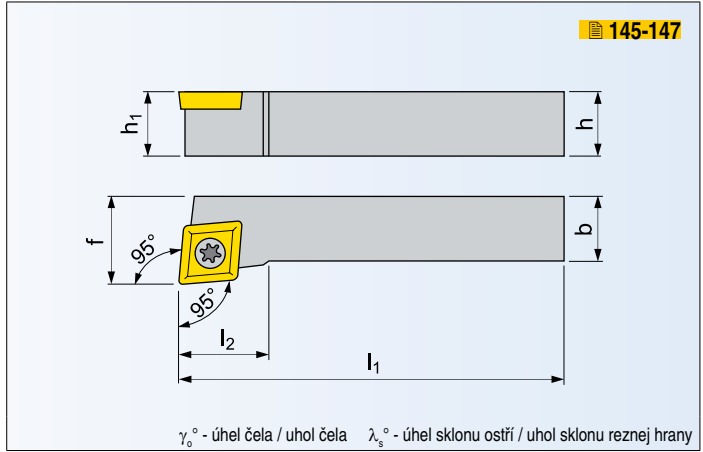 145-147
h₁
h
f
b
95°
95°
l₂
l₁
γₒ° - úhel čela / uhol čela λₛ° - úhel sklonu ostří / uhol sklonu reznej hrany